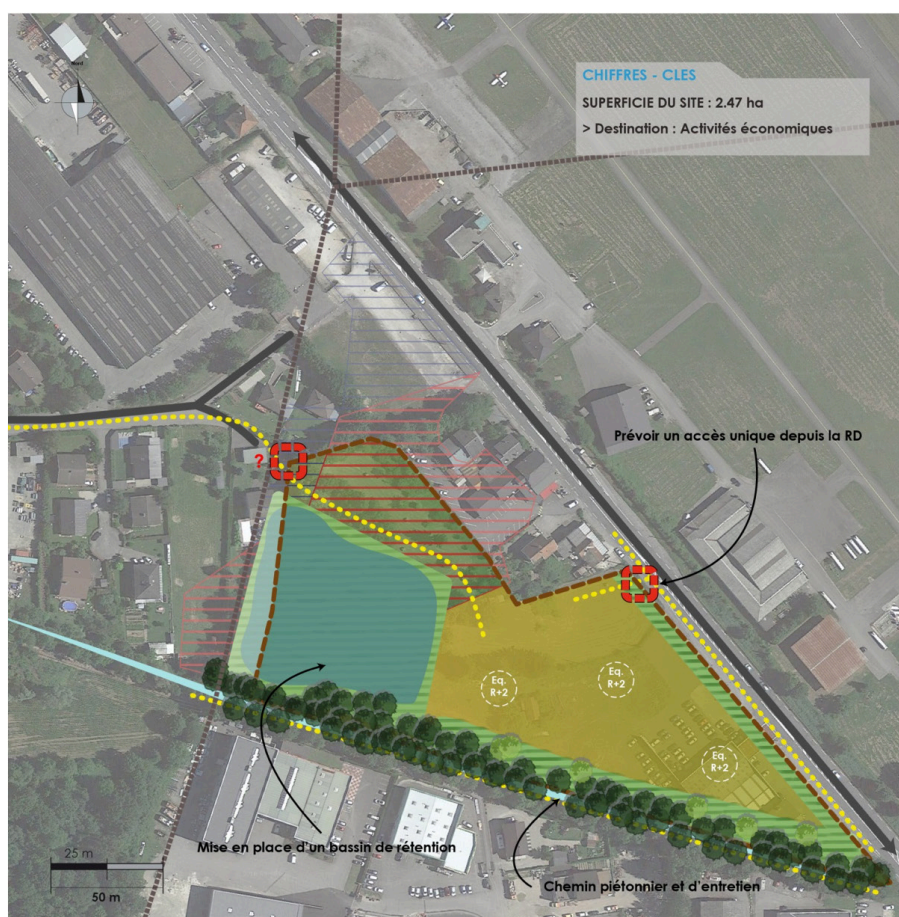 Nord
CHIFFRES - CLES
SUPERFICIE DU SITE : 2.47 ha
> Destination : Activités économiques
Prévoir un accès unique depuis la RD
?
Eq.
R+2
Eq.
R+2
Eq.
R+2
Mise en place d'un bassin de rétention
25 m
50 m
Chemin piétonnier et d'entretien